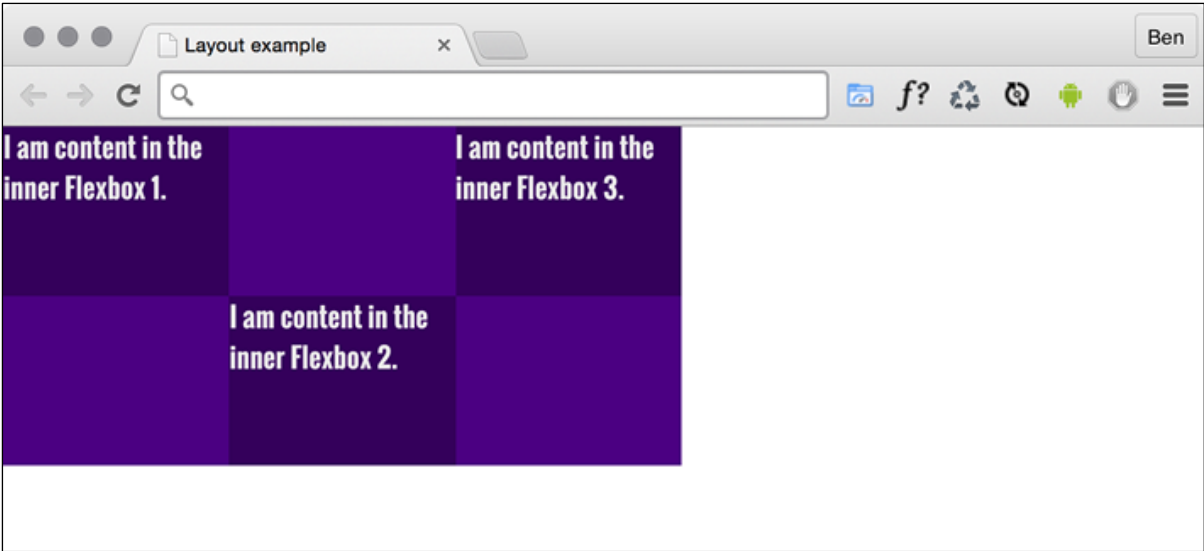 Layout example
Ben
f?
I am content in the
inner Flexbox 1.
I am content in the
inner Flexbox 3.
I am content in the
inner Flexbox 2.